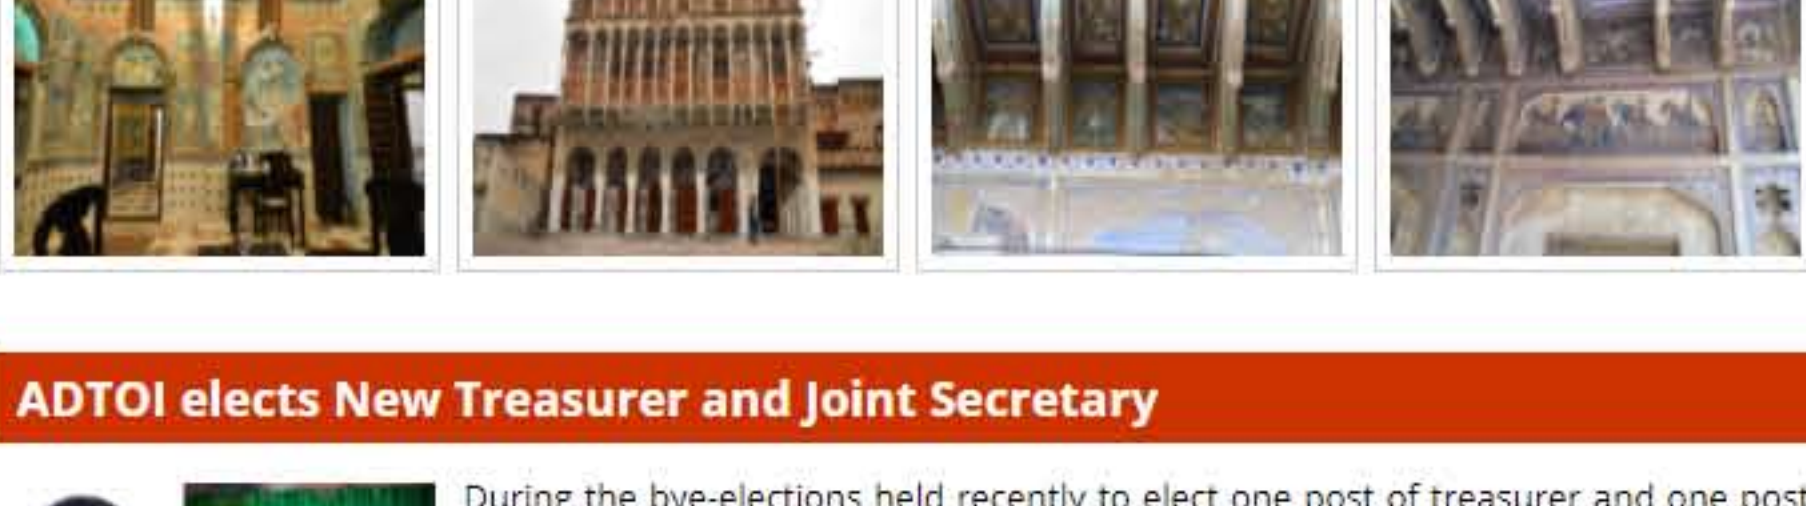 ADTOI elects New Treasurer and Joint Secretary
During the bye-elections held recently to elect one post of treasurer and one post